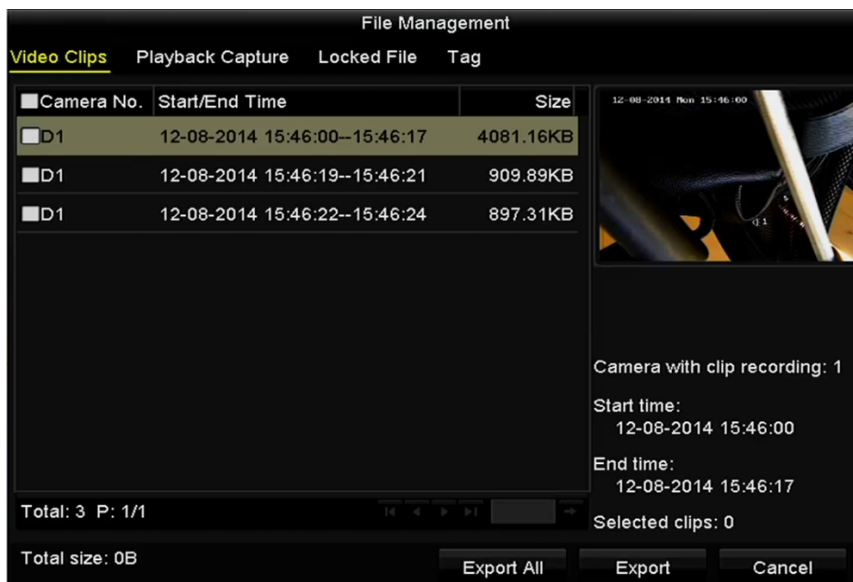 File Management
Video Clips Playback Capture Locked File Tag
Camera No. Start/End Time Size
D1 12-08-2014 15:46:00--15:46:17 4081.16KB
D1 12-08-2014 15:46:19--15:46:21 909.89KB
D1 12-08-2014 15:46:22--15:46:24 897.31KB
Total: 3 P: 1/1
Total size: 0B
12-08-2014 Mon 15:46:00
Camera with clip recording: 1
Start time:
12-08-2014 15:46:00
End time:
12-08-2014 15:46:17
Selected clips: 0
Export All Export Cancel